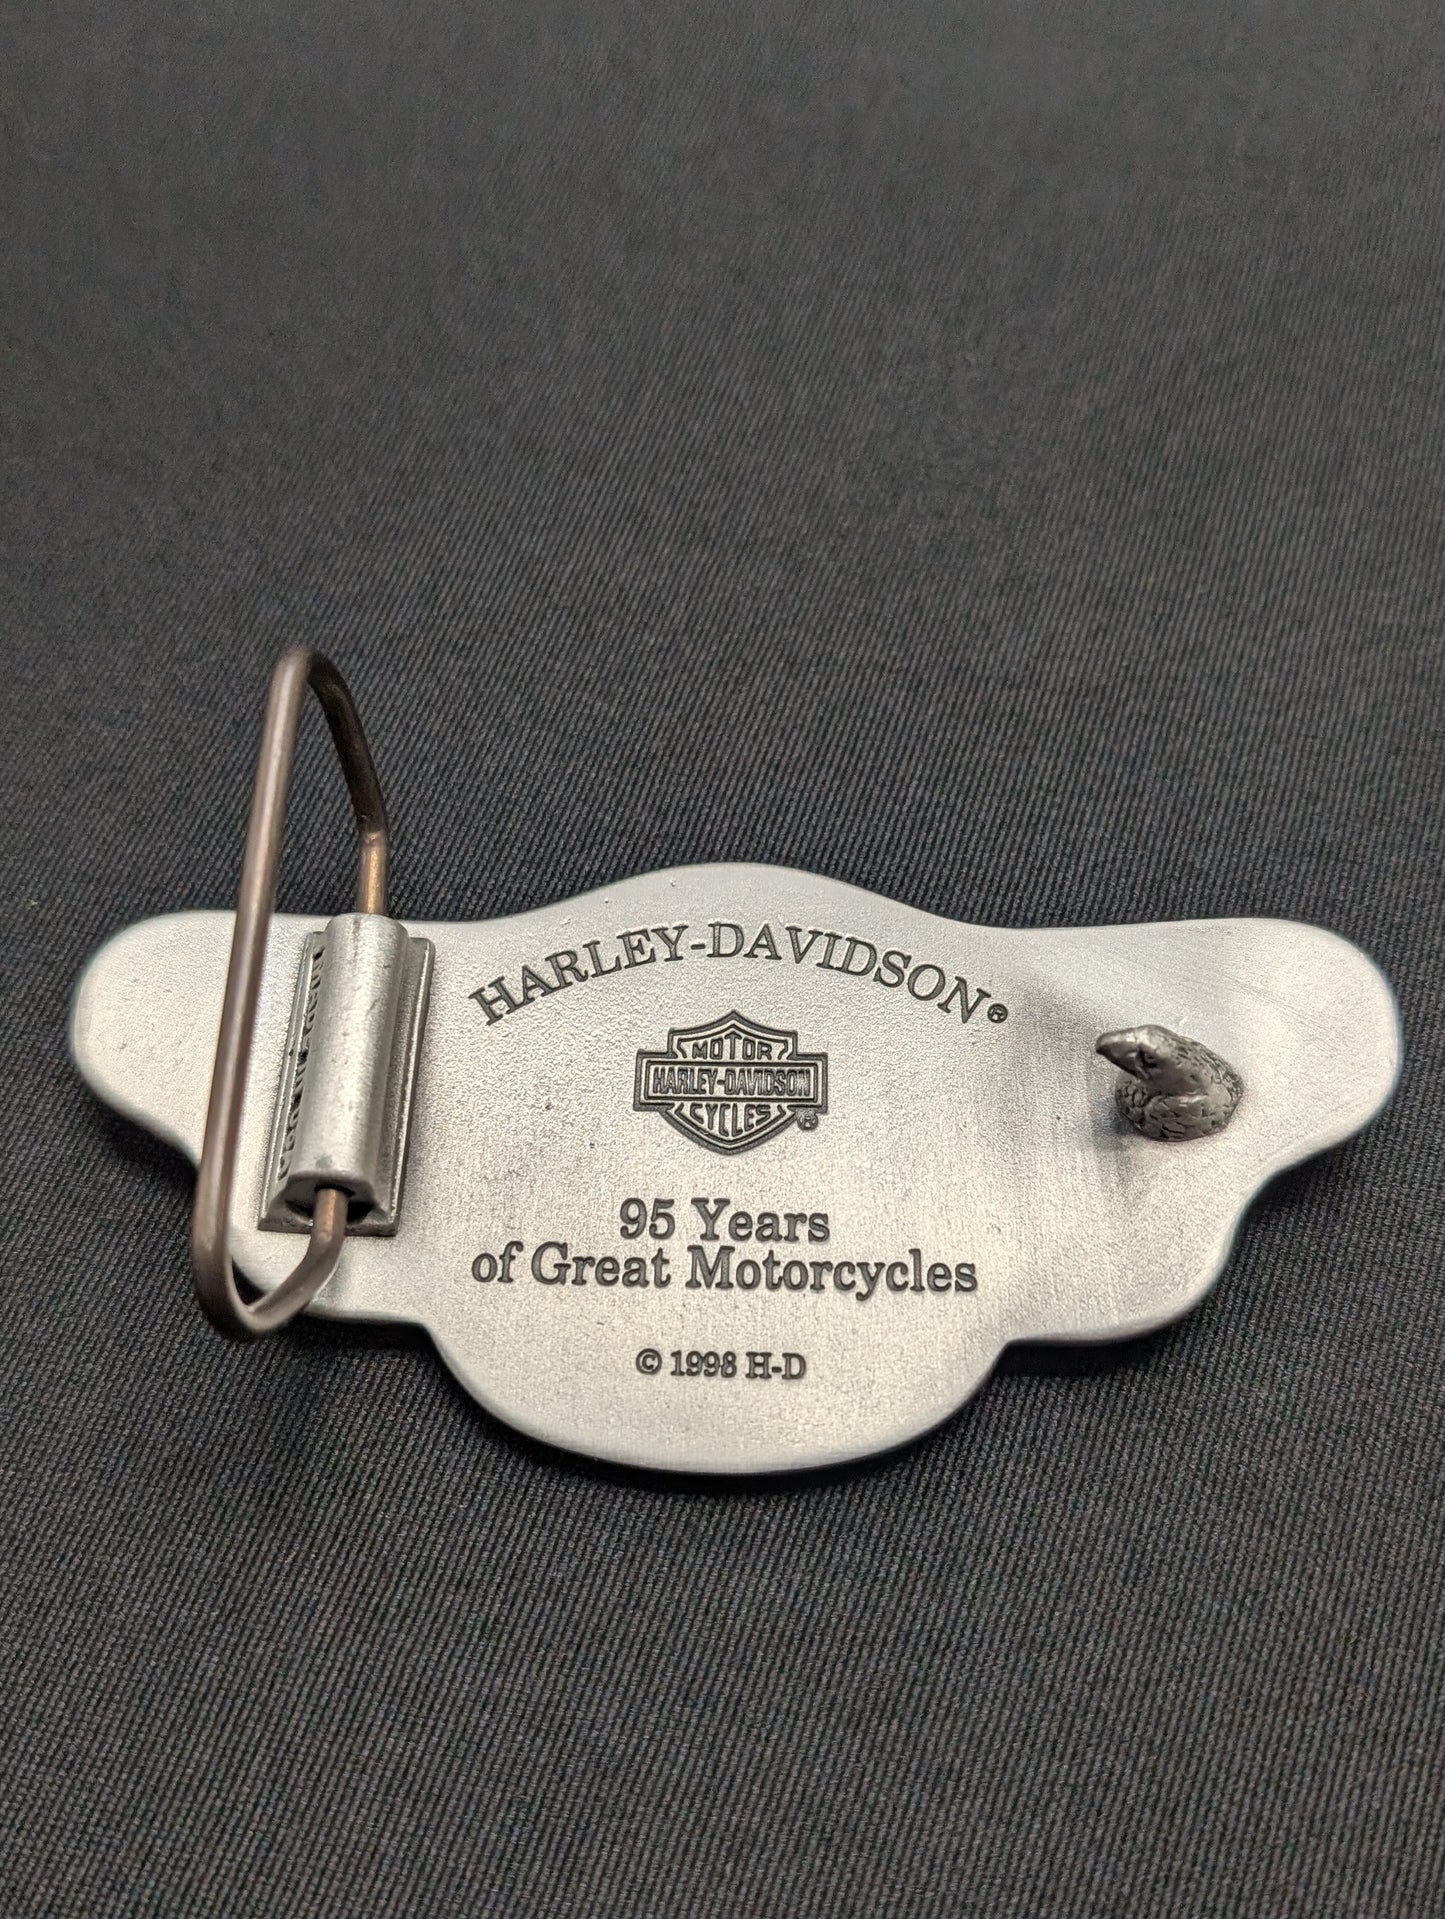 HARLEY-DAVIDSON®
MOTOR
HARLEY-DAVIDSON
CYCLES ®
95 Years
of Great Motorcycles
© 1998 H-D